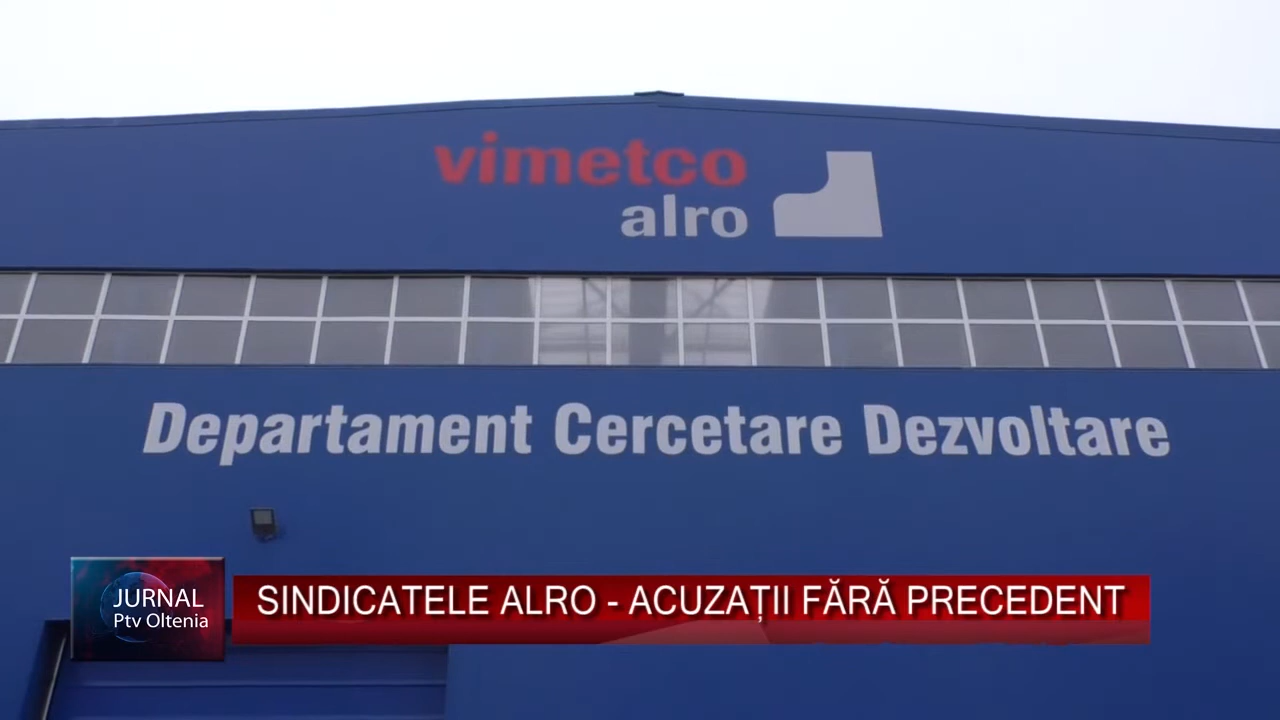 vimetco
alro
Departament Cercetare Dezvoltare
JURNAL
Ptv Oltenia
SINDICATELE ALRO - ACUZAȚII FĂRĂ PRECEDENT